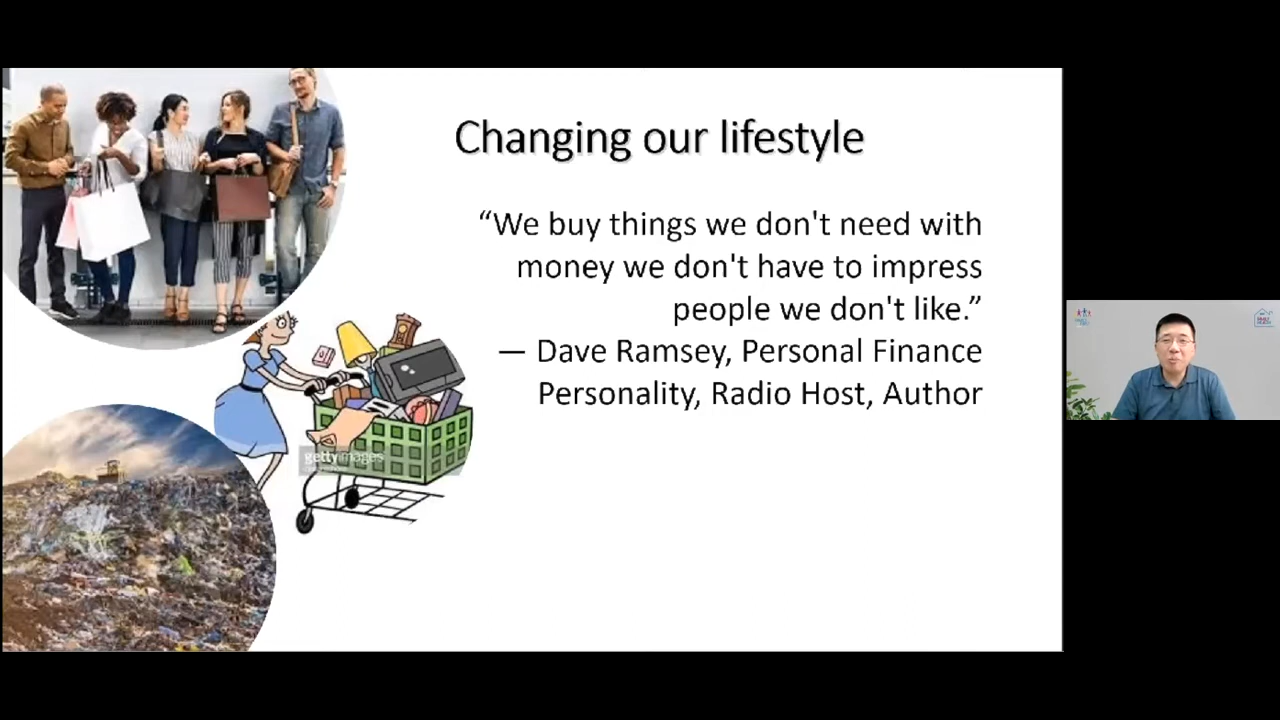 Changing our lifestyle
“We buy things we don't need with
money we don't have to impress
people we don't like.”
— Dave Ramsey, Personal Finance
Personality, Radio Host, Author
gettyimages